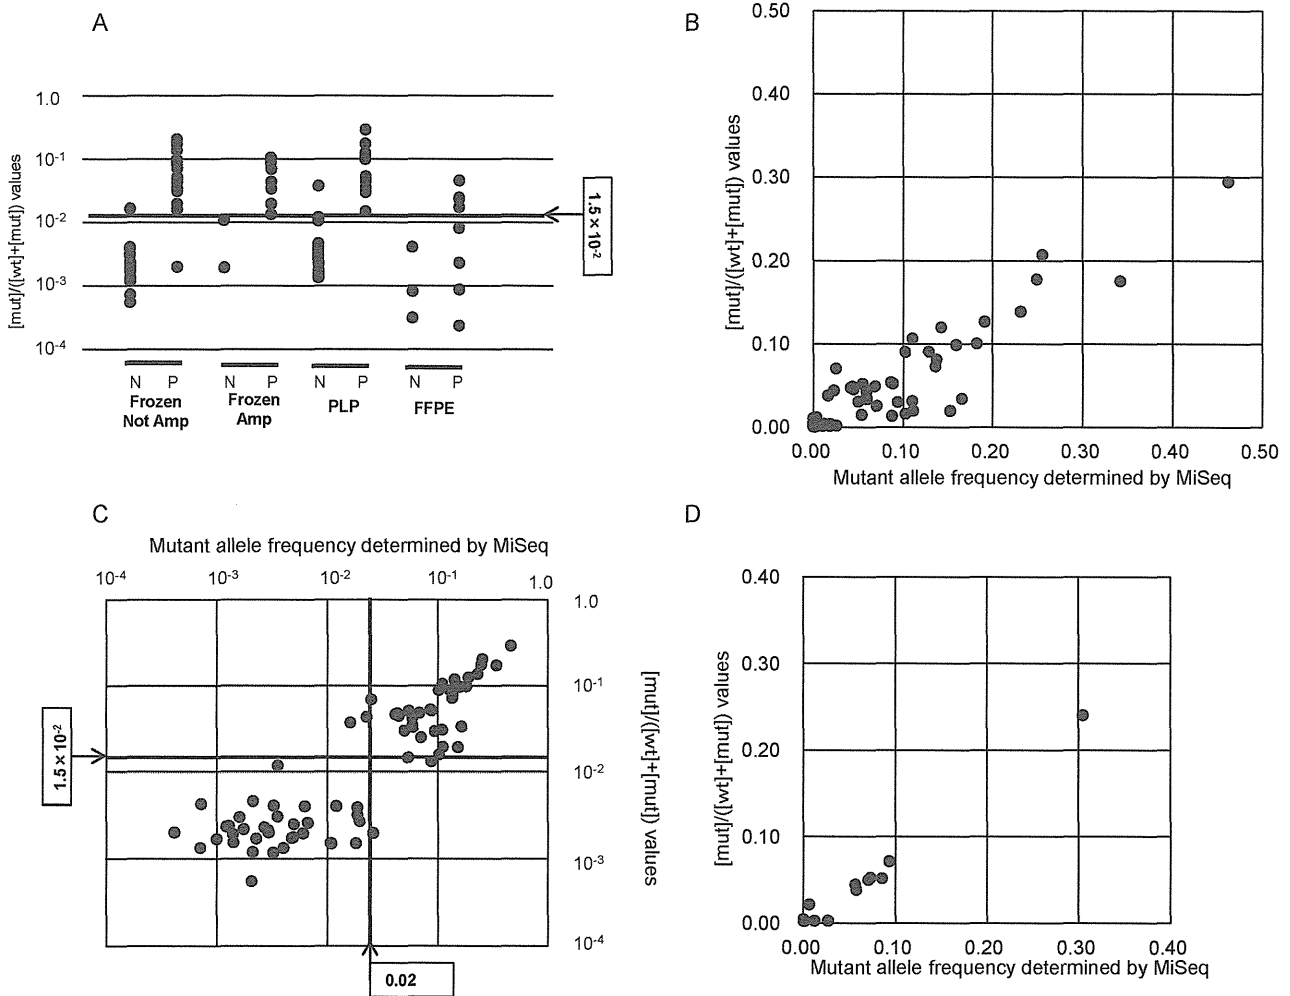 A
[mut]/([wt]+[mut]) values
1.0
10-1
10-2
10-3
10-4
1.5×10-2
N P N P N P N P
Frozen Not Amp
Frozen Amp
PLP
FFPE
B
[mut]/([wt]+[mut]) values
0.50
0.40
0.30
0.20
0.10
0.00
0.00 0.10 0.20 0.30 0.40 0.50
Mutant allele frequency determined by MiSeq
C
Mutant allele frequency determined by MiSeq
10-4 10-3 10-2 10-1 1.0
1.0
10-1
10-2
10-3
10-4
[mut]/([wt]+[mut]) values
1.5×10-2
0.02
D
[mut]/([wt]+[mut]) values
0.40
0.30
0.20
0.10
0.00
0.00 0.10 0.20 0.30 0.40
Mutant allele frequency determined by MiSeq